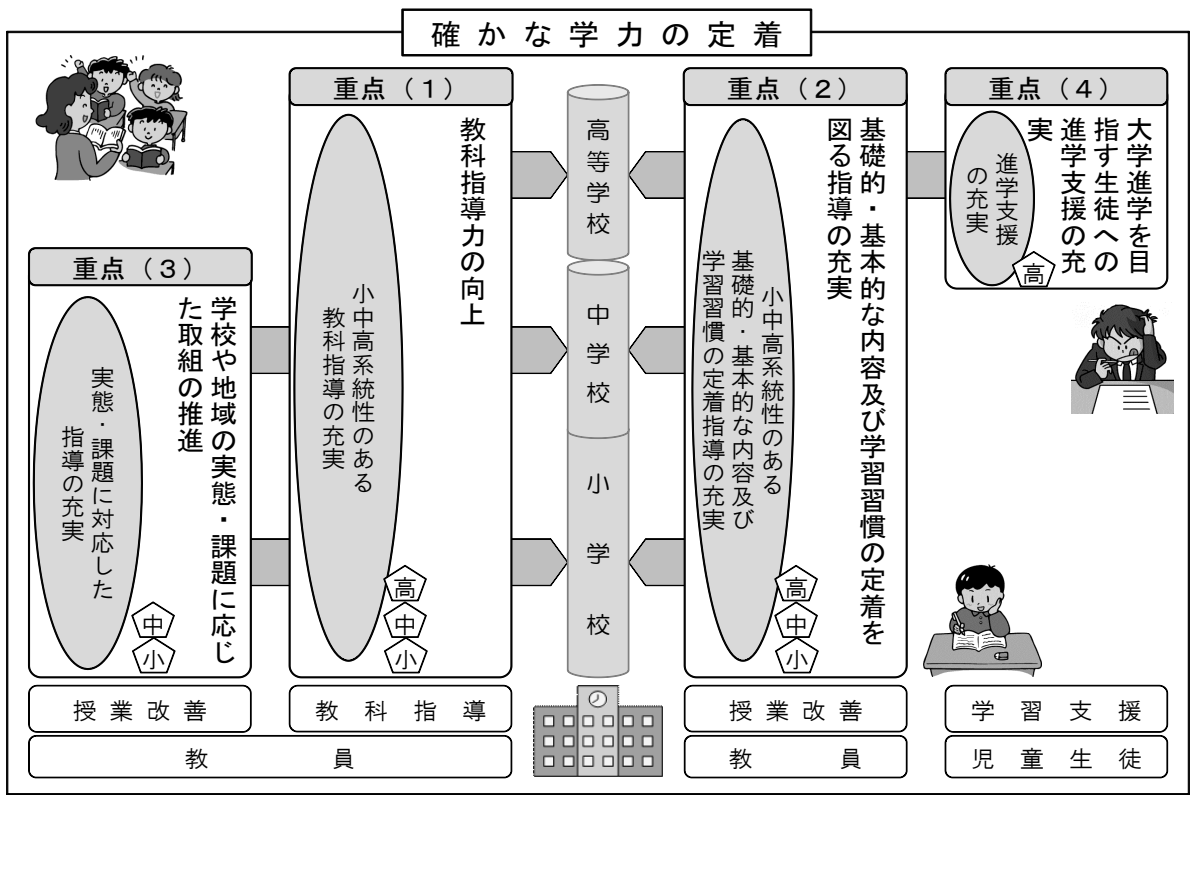 確かな学力の定着
重点（３）
学校や地域の実態・課題に応じ
た取組の推進
実態・課題に対応した
指導の充実
中
小
重点（１）
教科指導力の向上
小中高系統性のある
教科指導の充実
高
中
小
高等学校
中学校
小学校
重点（２）
基礎的・基本的な内容及び学習習慣の定着を
図る指導の充実
小中高系統性のある
基礎的・基本的な内容及び
学習習慣の定着指導の充実
高
中
小
重点（４）
大学進学を目
指す生徒への
進学支援の充
実
進学支援
の充実
高
授業改善
教科指導
授業改善
学習支援
教員
教員
児童生徒